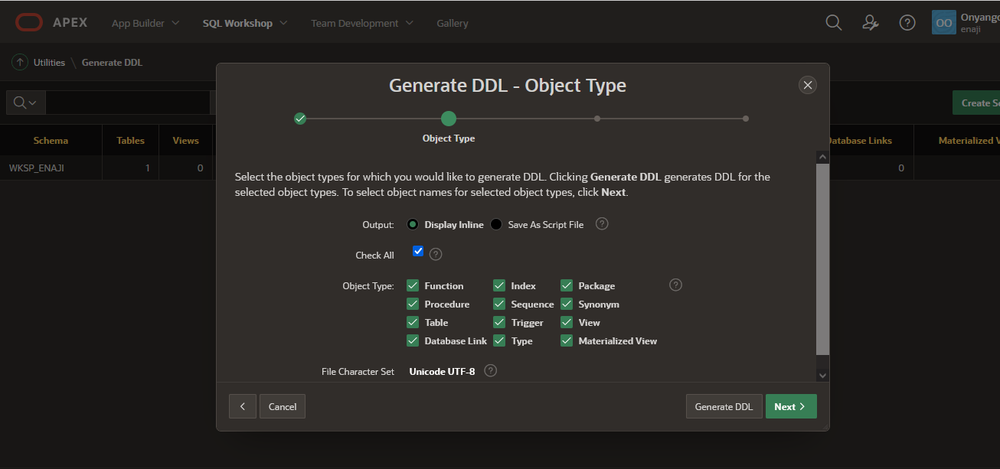 APEX App Builder SQL Workshop Team Development Gallery OO Onyango
enaji
Utilities \ Generate DDL
Generate DDL - Object Type
Create
Object Type
Schema Tables Views Database Links Materialized
WKSP_ENAJI 1 0 0
Select the object types for which you would like to generate DDL. Clicking Generate DDL generates DDL for the
selected object types. To select object names for selected object types, click Next.
Output: Display Inline Save As Script File ?
Check All ?
Object Type: Function Index Package ?
Procedure Sequence Synonym
Table Trigger View
Database Link Type Materialized View
File Character Set Unicode UTF-8 ?
Cancel Generate DDL Next